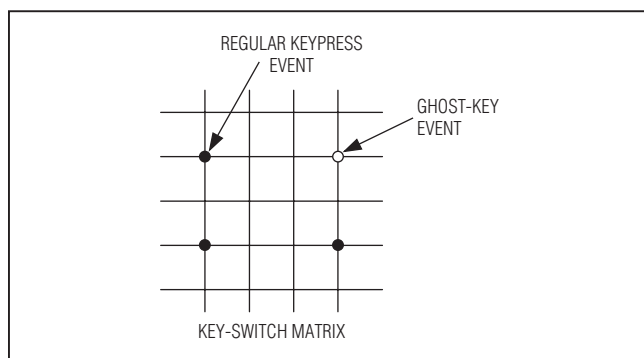 REGULAR KEYPRESS
EVENT
GHOST-KEY
EVENT
KEY-SWITCH MATRIX